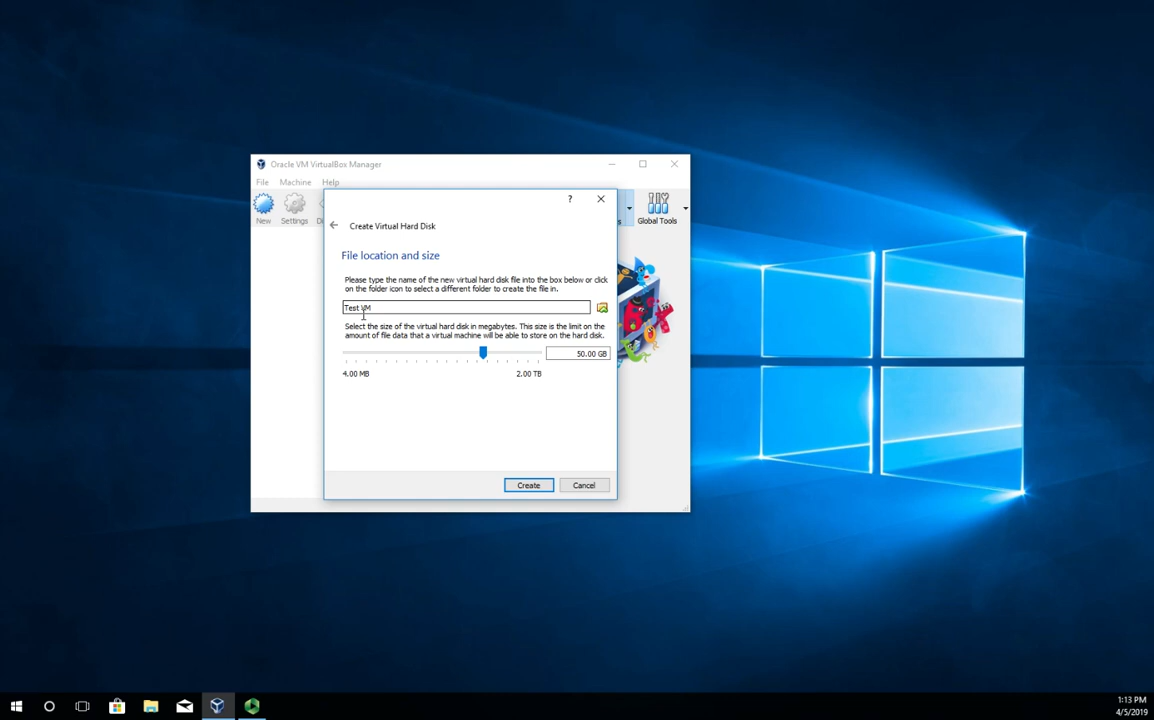 Oracle VM VirtualBox Manager
File Machine Help
New Settings
Global Tools
?
Create Virtual Hard Disk
File location and size
Please type the name of the new virtual hard disk file into the box below or click
on the folder icon to select a different folder to create the file in.
Test VM
Select the size of the virtual hard disk in megabytes. This size is the limit on the
amount of file data that a virtual machine will be able to store on the hard disk.
50.00 GB
4.00 MB 2.00 TB
Create Cancel
1:13 PM
4/5/2019